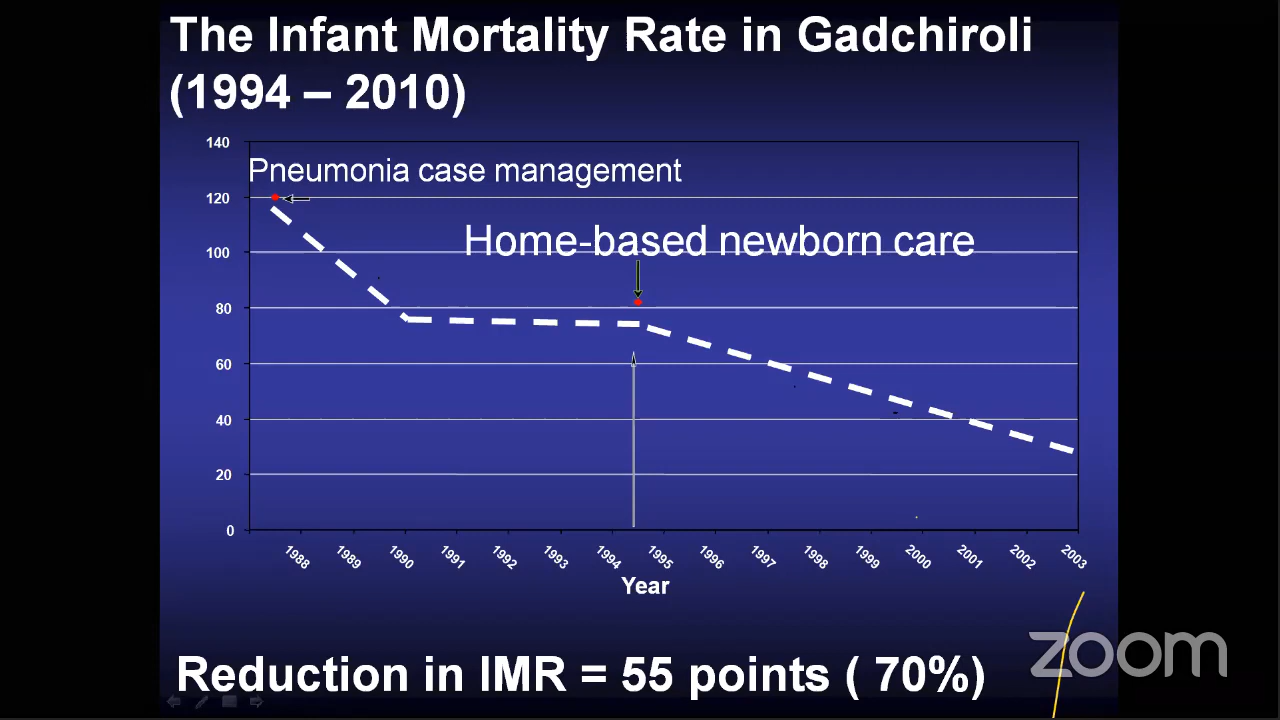 The Infant Mortality Rate in Gadchiroli
(1994 – 2010)
140
Pneumonia case management
120
Home-based newborn care
100
80
60
40
20
0
1988 1989 1990 1991 1992 1993 1994 1995 1996 1997 1998 1999 2000 2001 2002 2003
Year
Reduction in IMR = 55 points ( 70%)
zoom